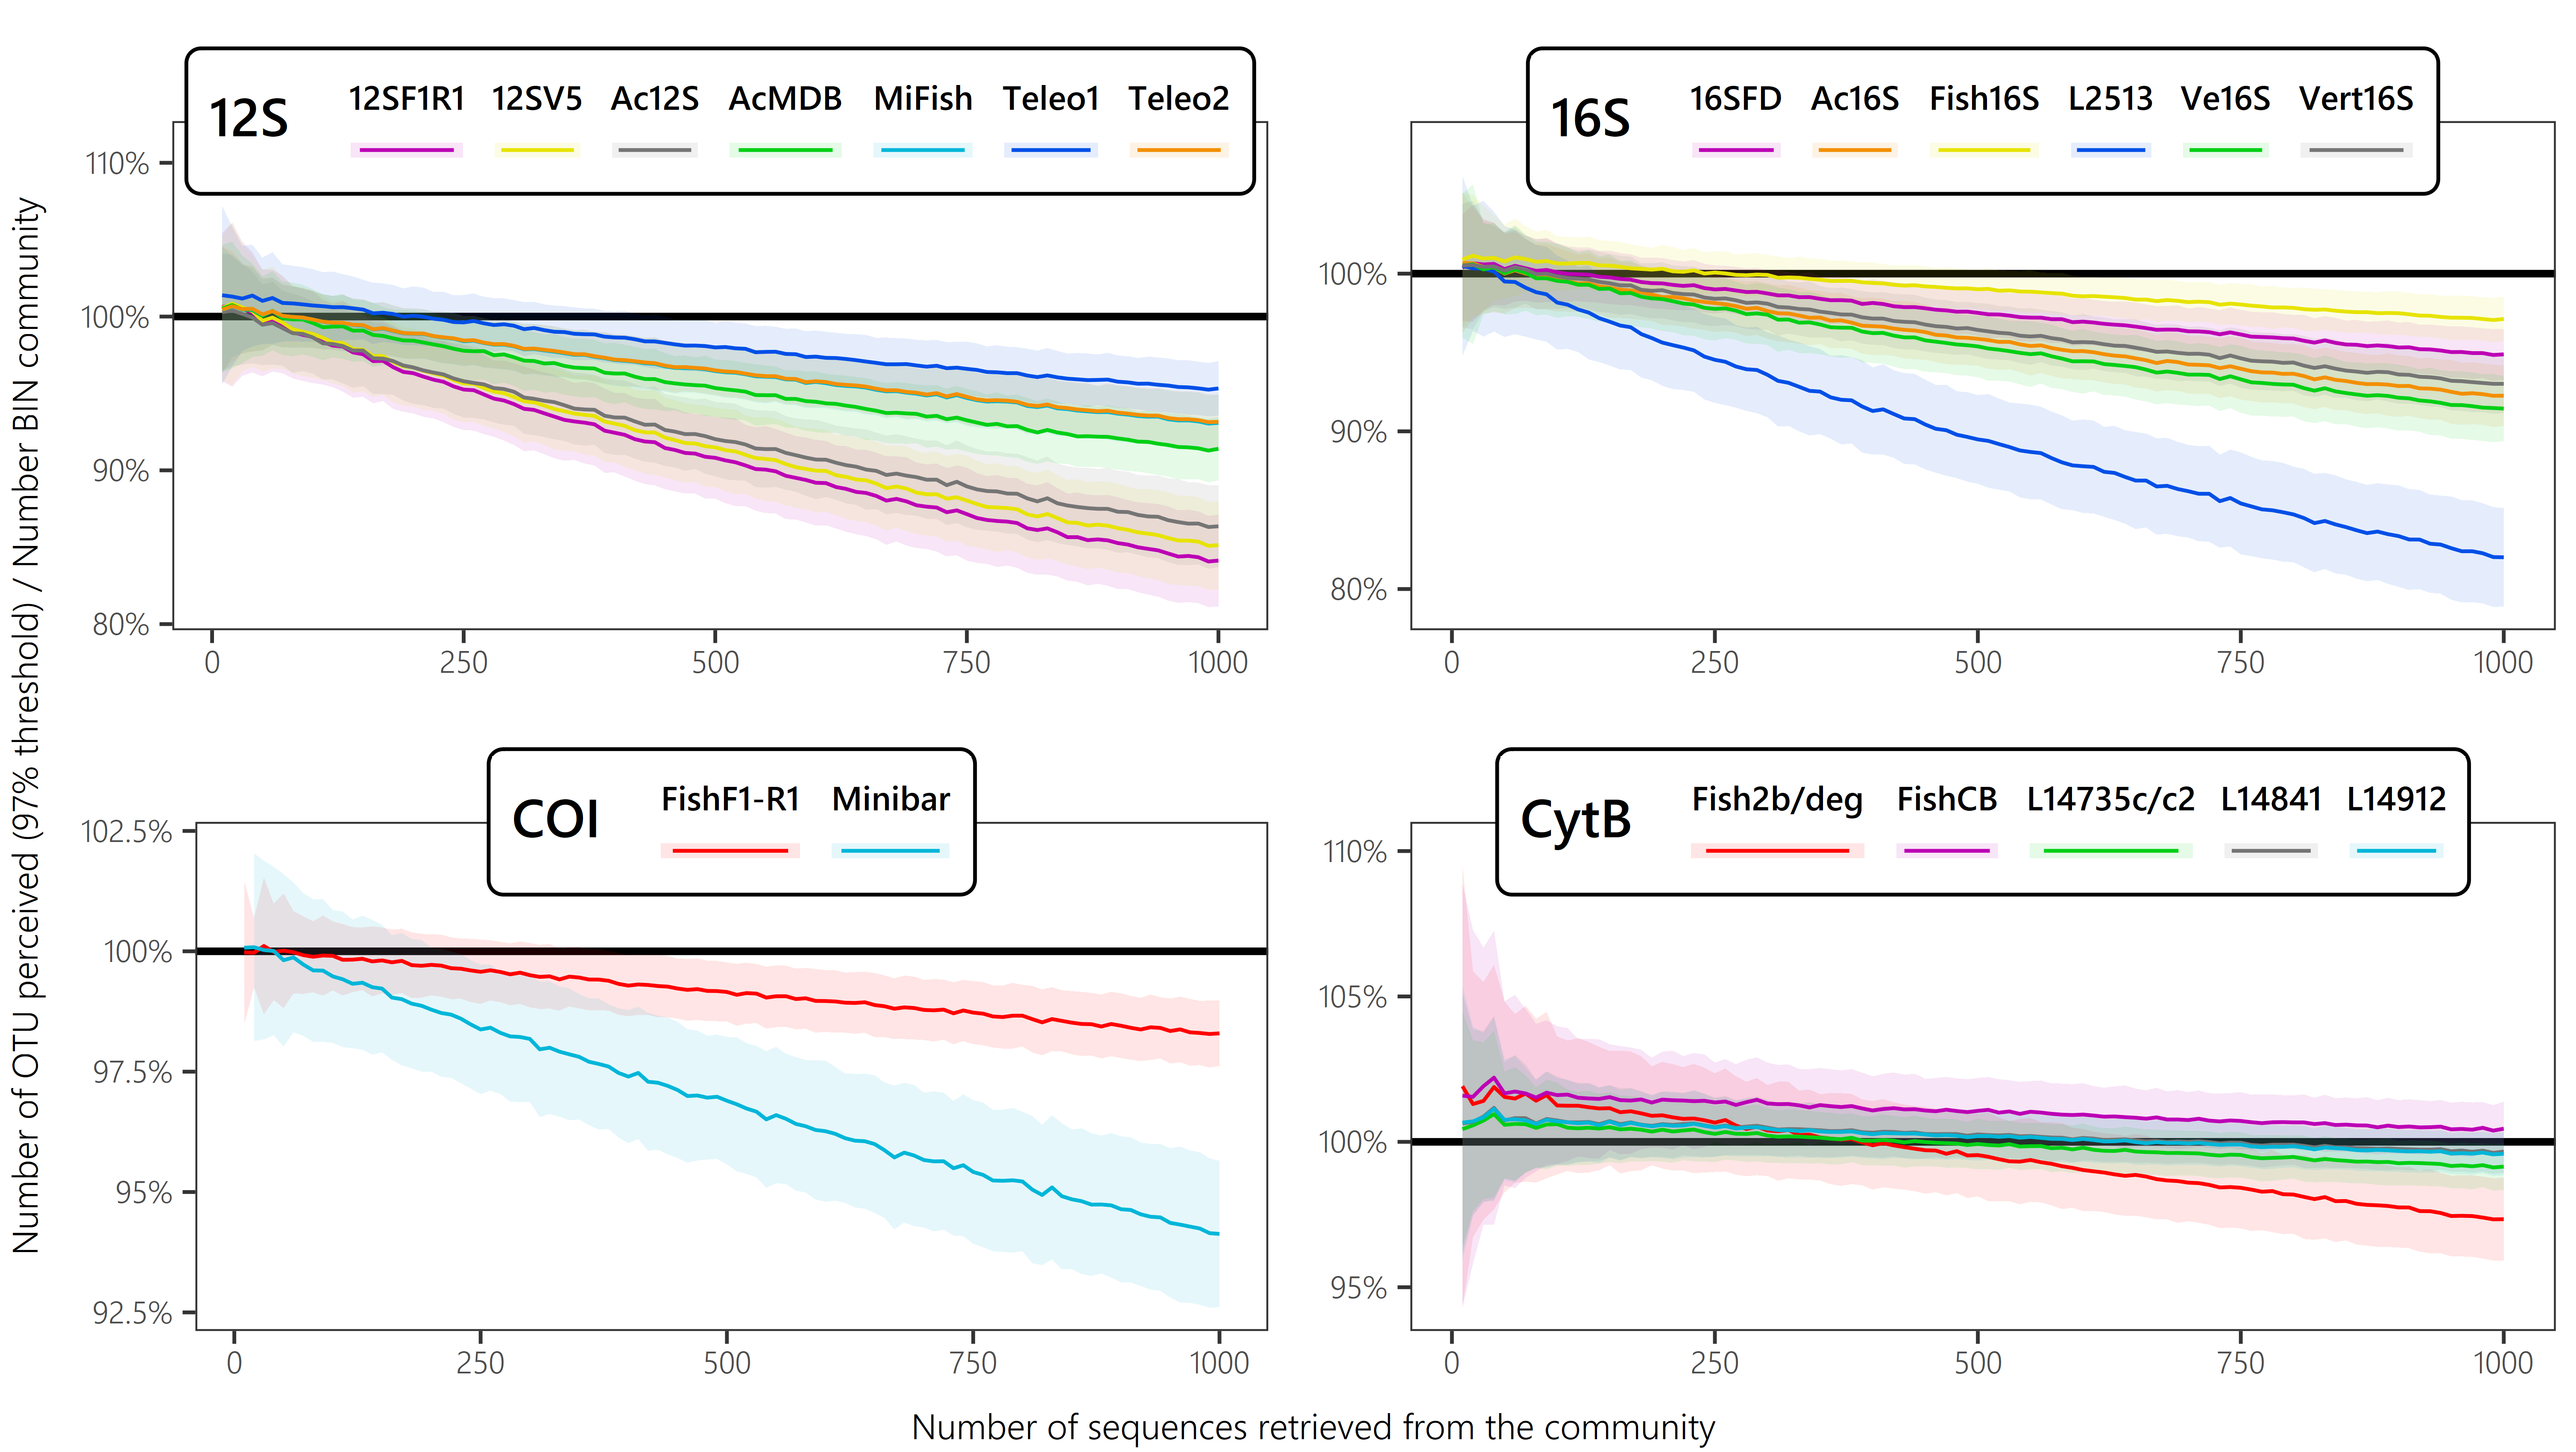 12S
12SF1R1 12SV5 Ac12S AcMDB MiFish Teleo1 Teleo2
110%
100%
90%
80%
0 250 500 750 1000
16S
16SFD Ac16S Fish16S L2513 Ve16S Vert16S
100%
90%
80%
0 250 500 750 1000
COI
FishF1-R1 Minibar
102.5%
100%
97.5%
95%
92.5%
0 250 500 750 1000
CytB
Fish2b/deg FishCB L14735c/c2 L14841 L14912
110%
105%
100%
95%
0 250 500 750 1000
Number of OTU perceived (97% threshold) / Number BIN community
Number of sequences retrieved from the community